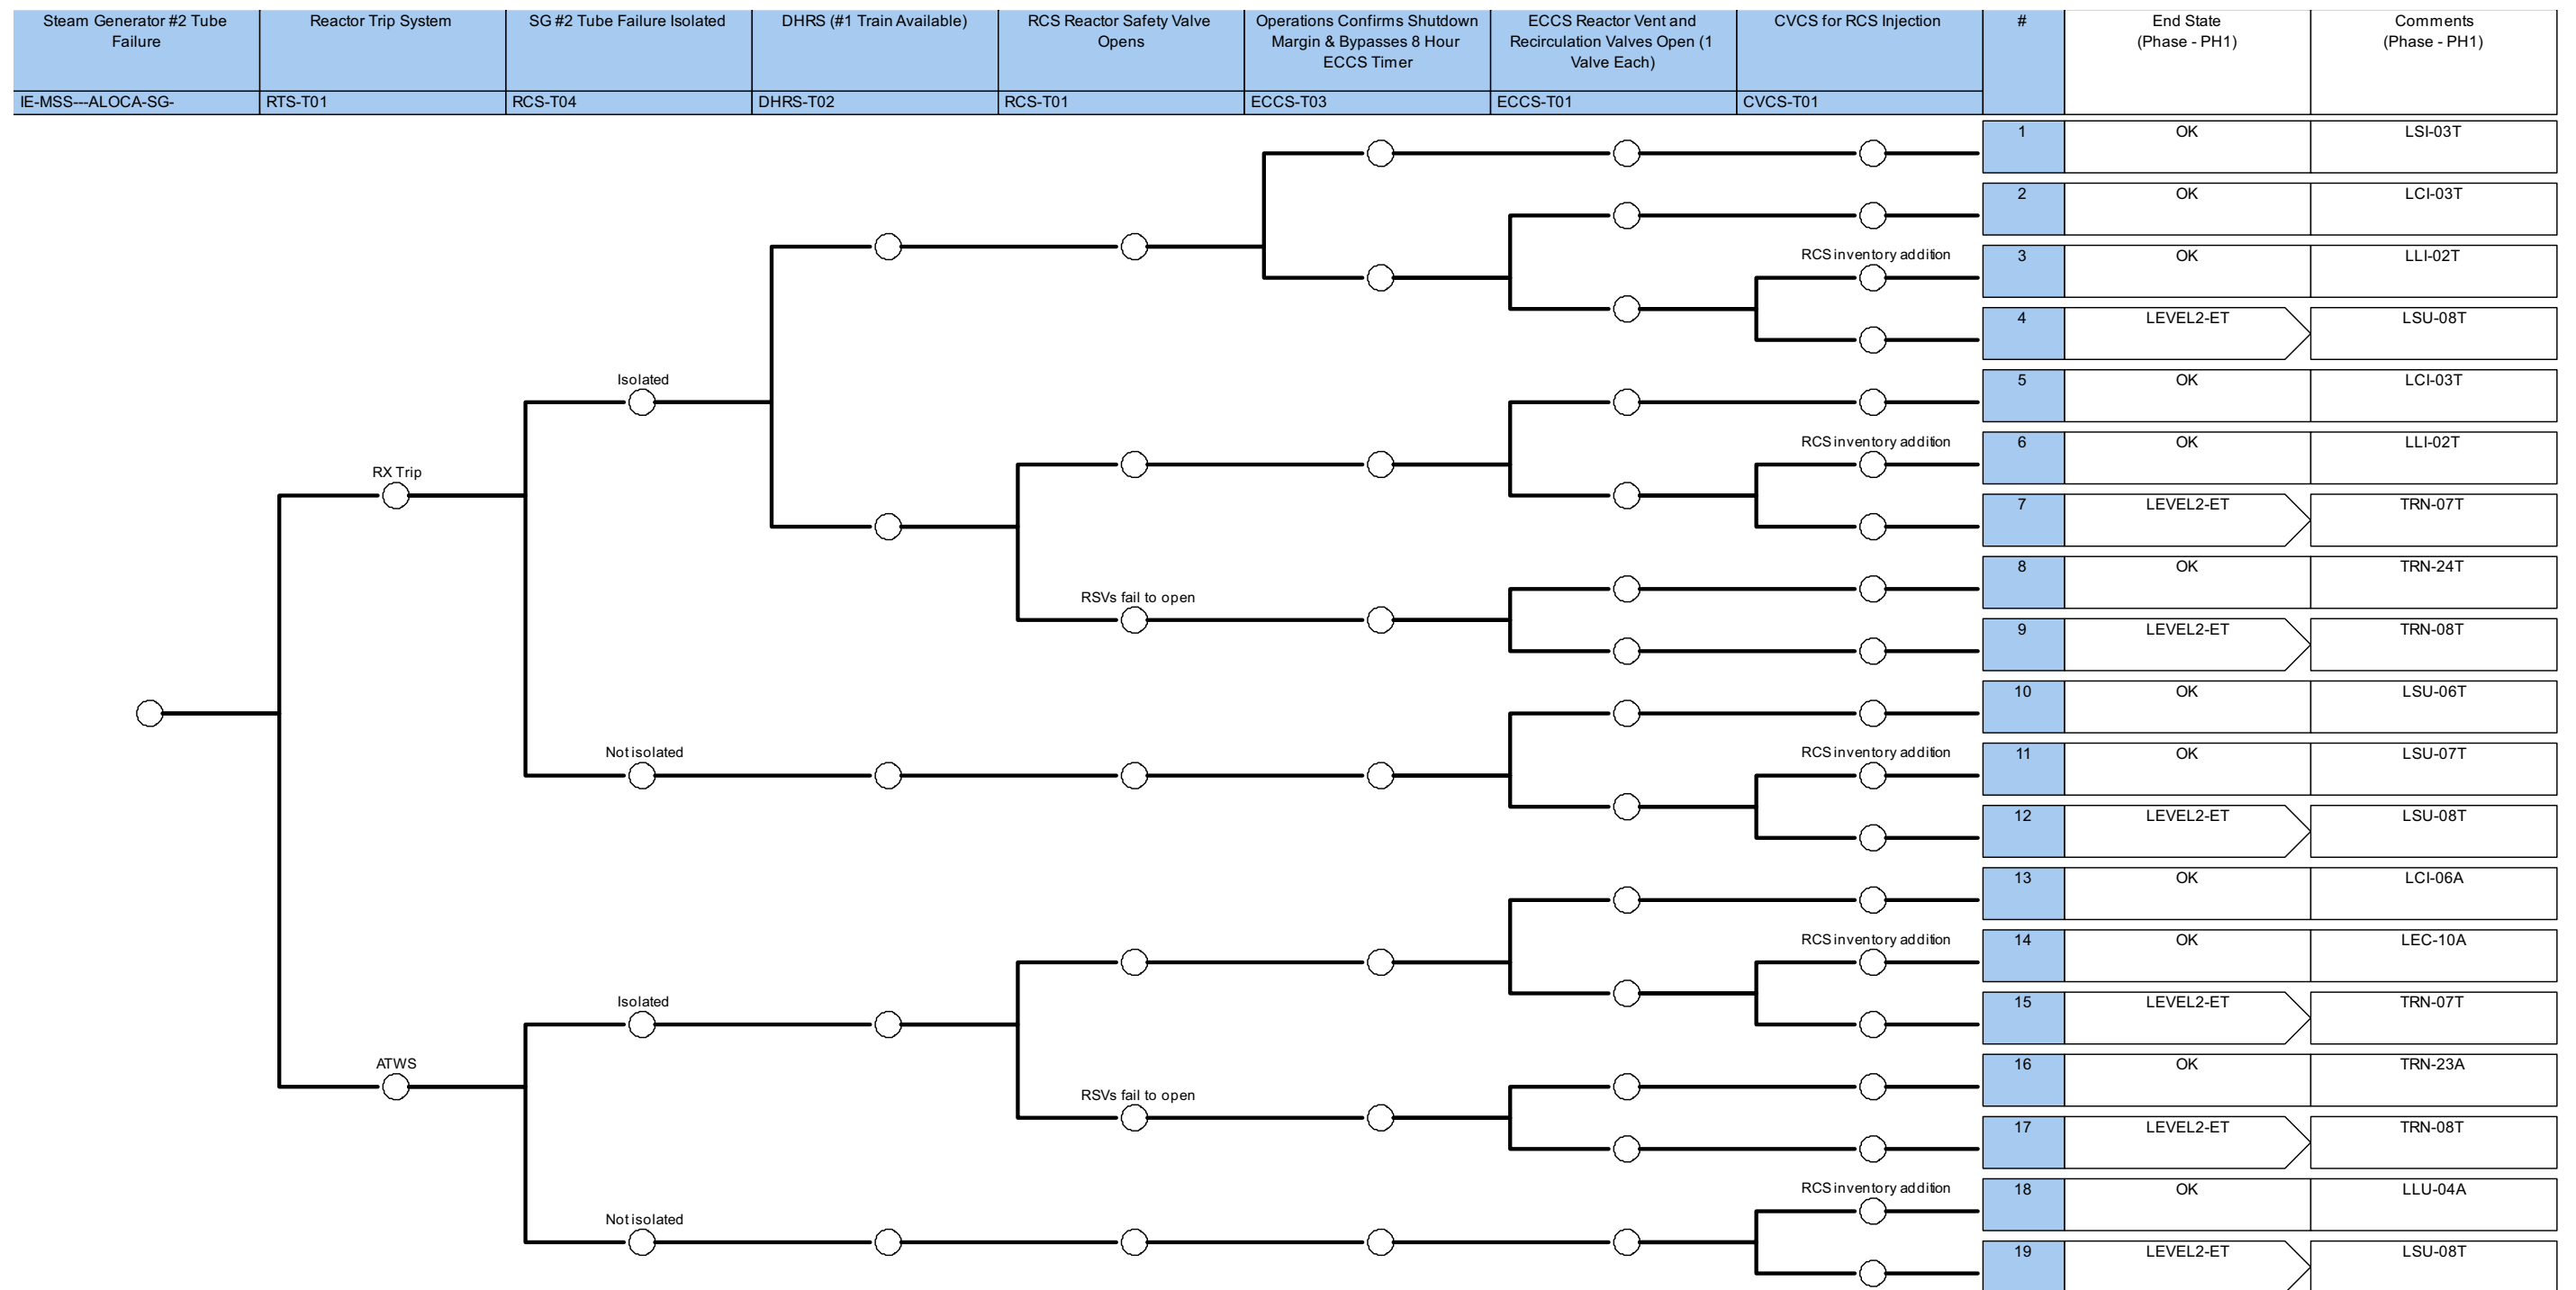 Steam Generator #2 Tube
Failure
Reactor Trip System
SG #2 Tube Failure Isolated
DHRS (#1 Train Available)
RCS Reactor Safety Valve
Opens
Operations Confirms Shutdown
Margin & Bypasses 8 Hour
ECCS Timer
ECCS Reactor Vent and
Recirculation Valves Open (1
Valve Each)
CVCS for RCS Injection
#
End State
(Phase - PH1)
Comments
(Phase - PH1)
IE-MSS---ALOCA-SG-
RTS-T01
RCS-T04
DHRS-T02
RCS-T01
ECCS-T03
ECCS-T01
CVCS-T01
1 OK LSI-03T
2 OK LCI-03T
RCS inventory addition
3 OK LLI-02T
4 LEVEL2-ET LSU-08T
Isolated
5 OK LCI-03T
RCS inventory addition
6 OK LLI-02T
RX Trip
7 LEVEL2-ET TRN-07T
8 OK TRN-24T
RSVs fail to open
9 LEVEL2-ET TRN-08T
10 OK LSU-06T
Not isolated
RCS inventory addition
11 OK LSU-07T
12 LEVEL2-ET LSU-08T
13 OK LCI-06A
RCS inventory addition
14 OK LEC-10A
Isolated
15 LEVEL2-ET TRN-07T
ATWS
16 OK TRN-23A
RSVs fail to open
17 LEVEL2-ET TRN-08T
RCS inventory addition
18 OK LLU-04A
Not isolated
19 LEVEL2-ET LSU-08T